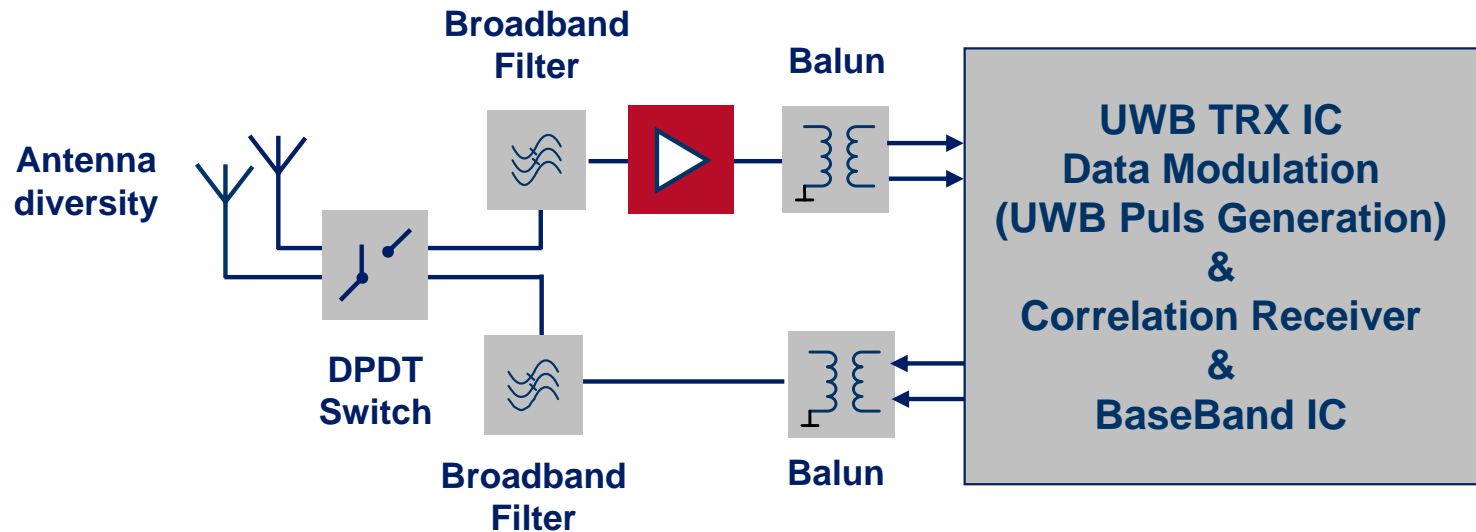 Broadband
Filter
Balun
Antenna
diversity
UWB TRX IC
Data Modulation
(UWB Puls Generation)
&
Correlation Receiver
&
BaseBand IC
DPDT
Switch
Broadband
Filter
Balun